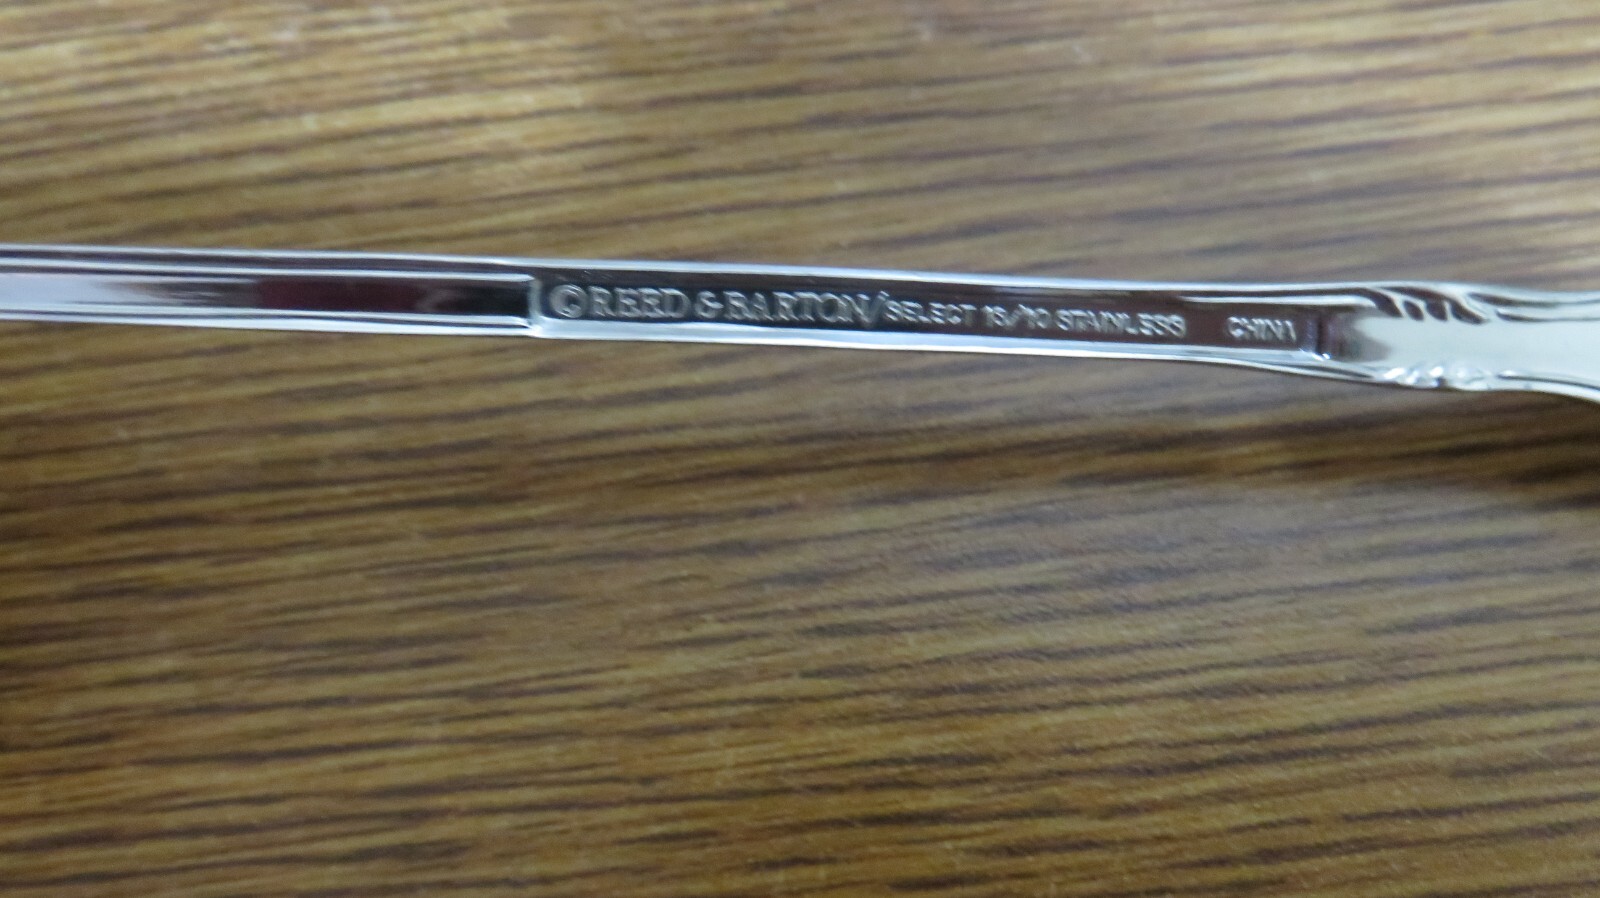 ©REED & BARTON/SELECT 18/10 STAINLESS CHINA